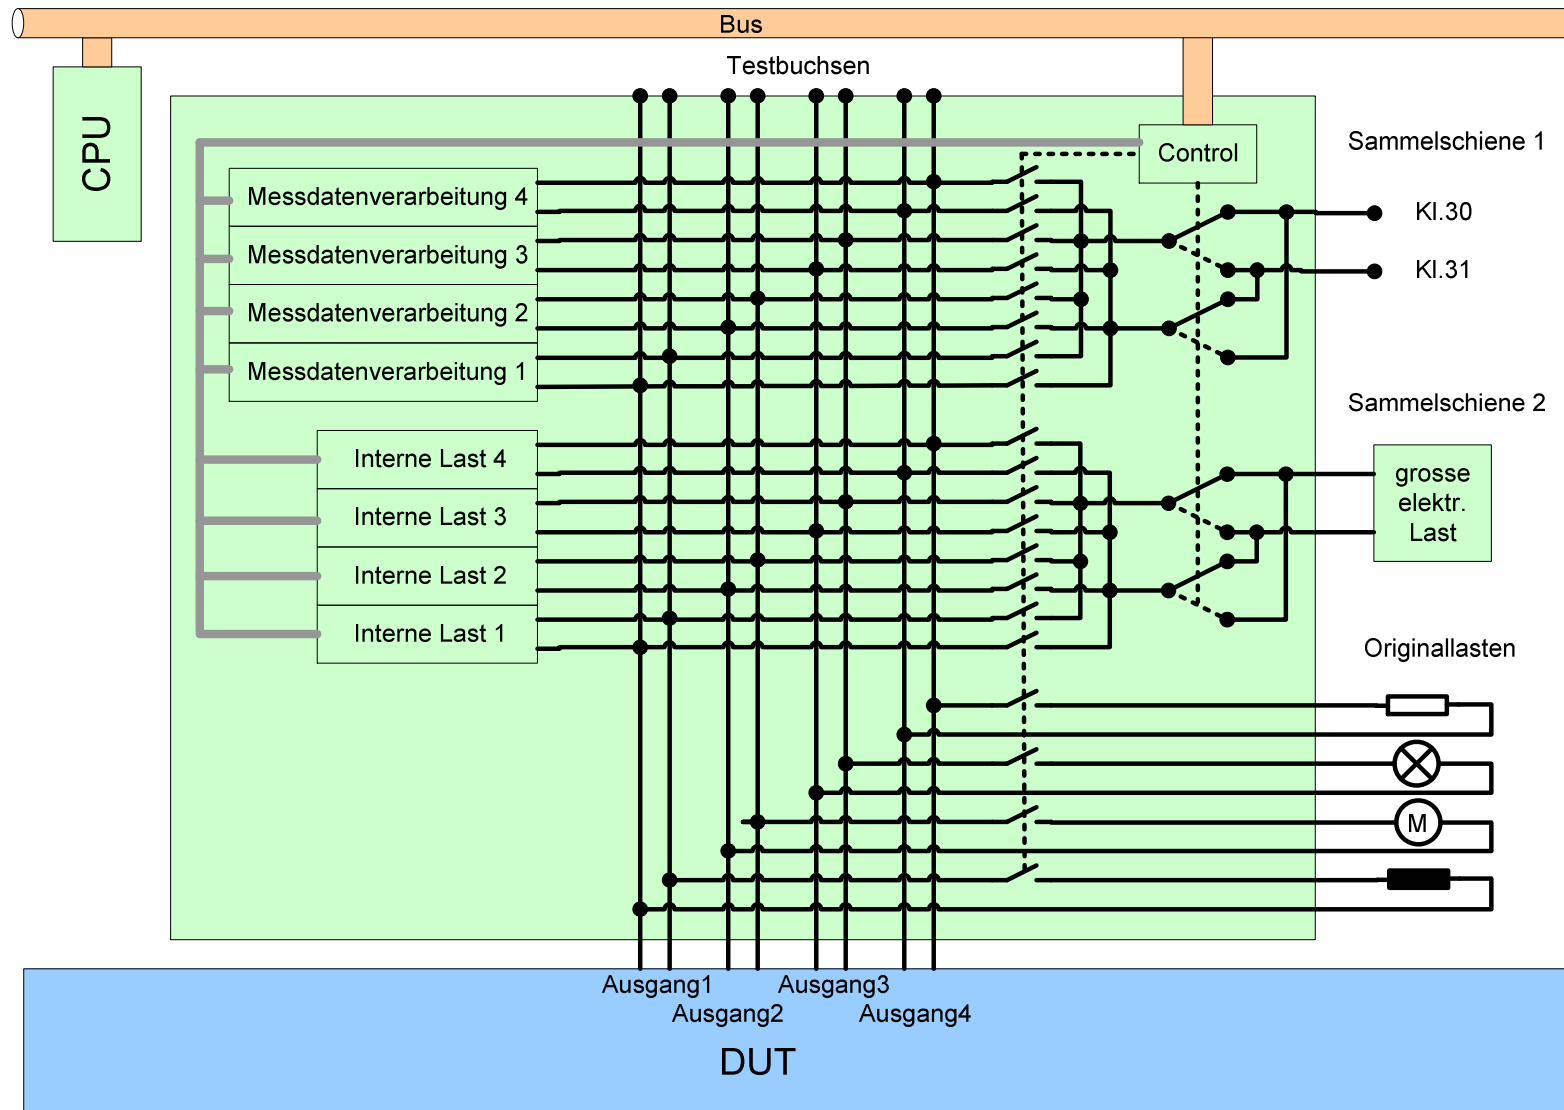 Bus
Testbuchsen
CPU
Control
Sammelschiene 1
Messdatenverarbeitung 4
Kl.30
Messdatenverarbeitung 3
Kl.31
Messdatenverarbeitung 2
Messdatenverarbeitung 1
Sammelschiene 2
Interne Last 4
grosse
elektr.
Last
Interne Last 3
Interne Last 2
Interne Last 1
Originallasten
M
Ausgang1
Ausgang3
Ausgang2
Ausgang4
DUT